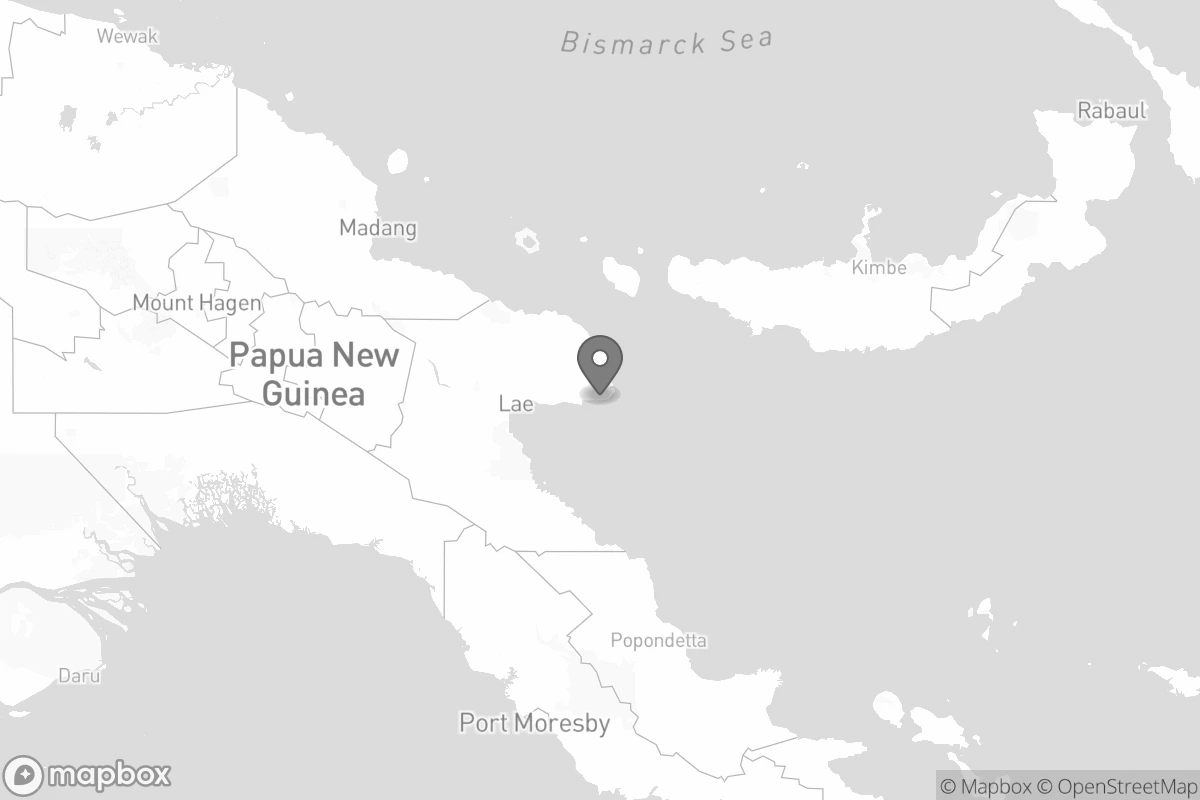 Wewak
Bismarck Sea
Rabaul
Madang
Kimbe
Mount Hagen
Papua New
Guinea
Lae
Popondetta
Daru
Port Moresby
mapbox
© Mapbox © OpenStreetMap